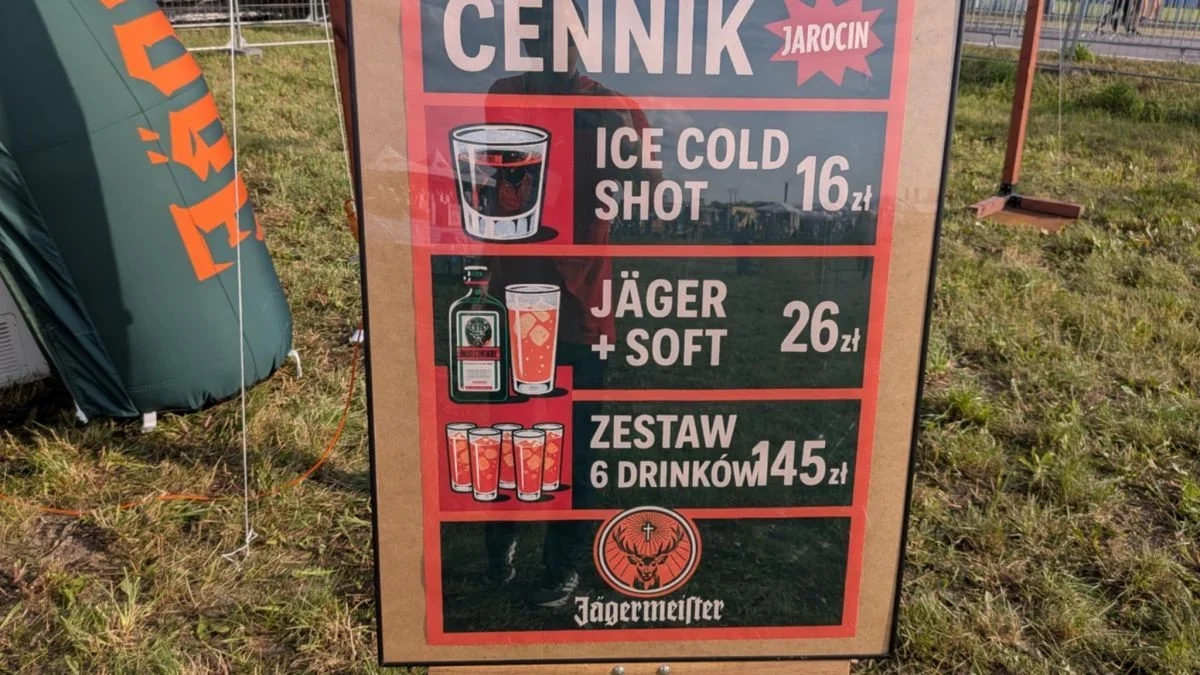 CENNIK
JAROCIN
ICE COLD
SHOT
16zł
JÄGER
+ SOFT
26zł
ZESTAW
6 DRINKÓW
145zł
Jägermeister